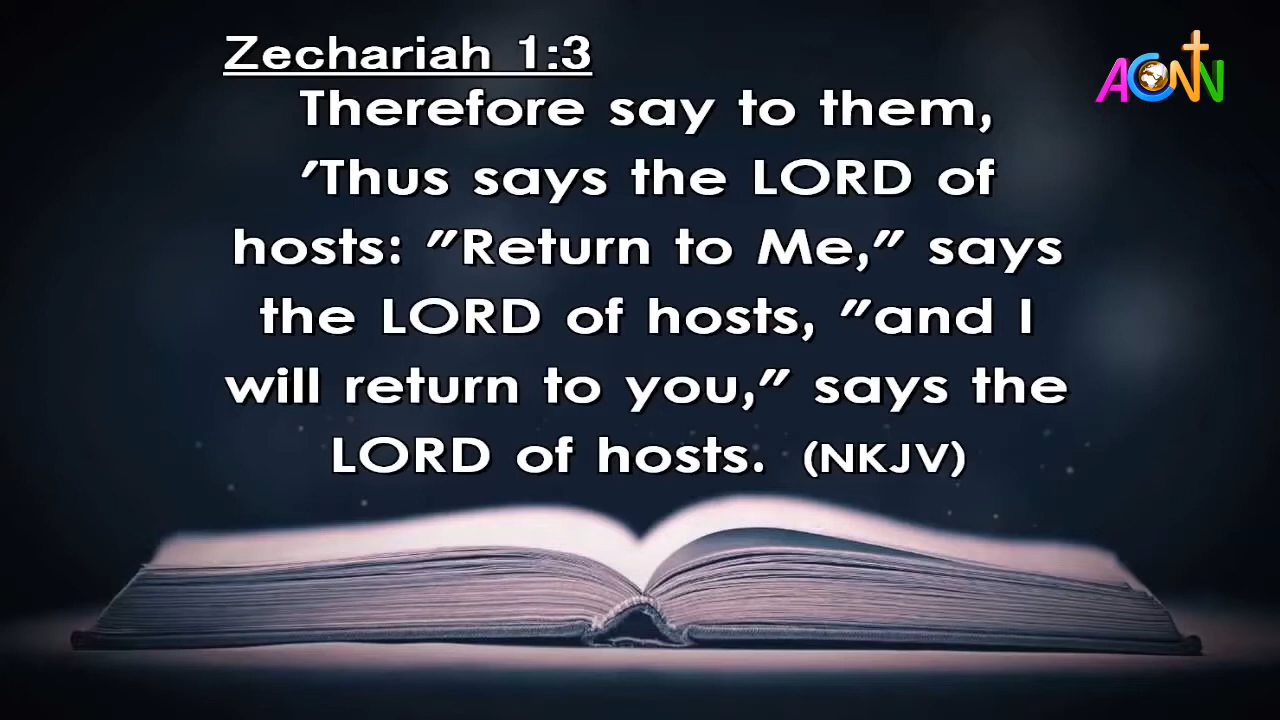 Zechariah 1:3
ACNN
Therefore say to them,
'Thus says the LORD of
hosts: "Return to Me," says
the LORD of hosts, "and I
will return to you," says the
LORD of hosts. (NKJV)